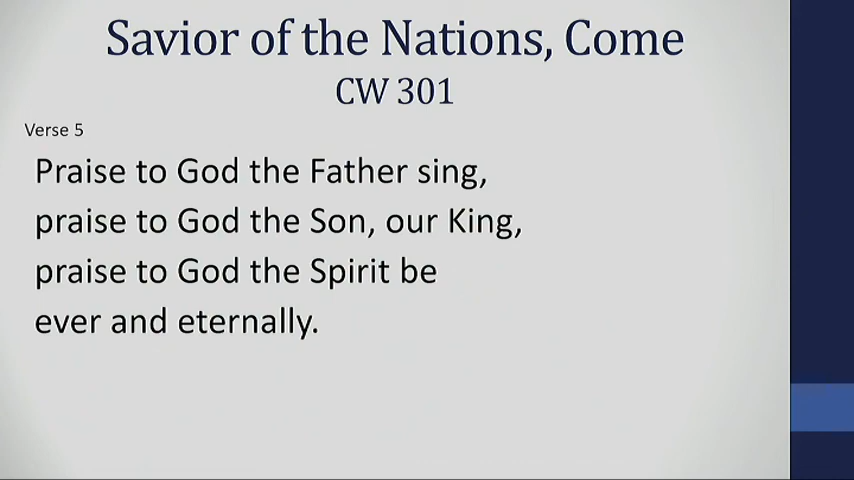 Savior of the Nations, Come
CW 301
Verse 5
Praise to God the Father sing,
praise to God the Son, our King,
praise to God the Spirit be
ever and eternally.